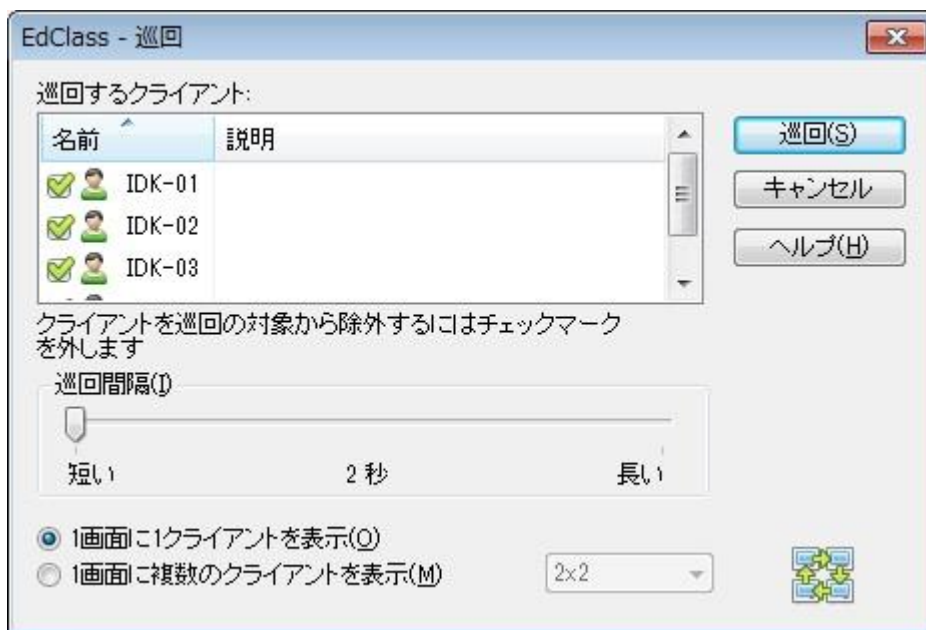 EdClass - 巡回
巡回するクライアント:
名前 説明
巡回(S)
IDK-01
キャンセル
IDK-02
ヘルプ(H)
IDK-03
クライアントを巡回の対象から除外するにはチェックマーク
を外します
巡回間隔(I)
短い 2 秒 長い
1画面に1クライアントを表示(O)
1画面に複数のクライアントを表示(M) 2x2